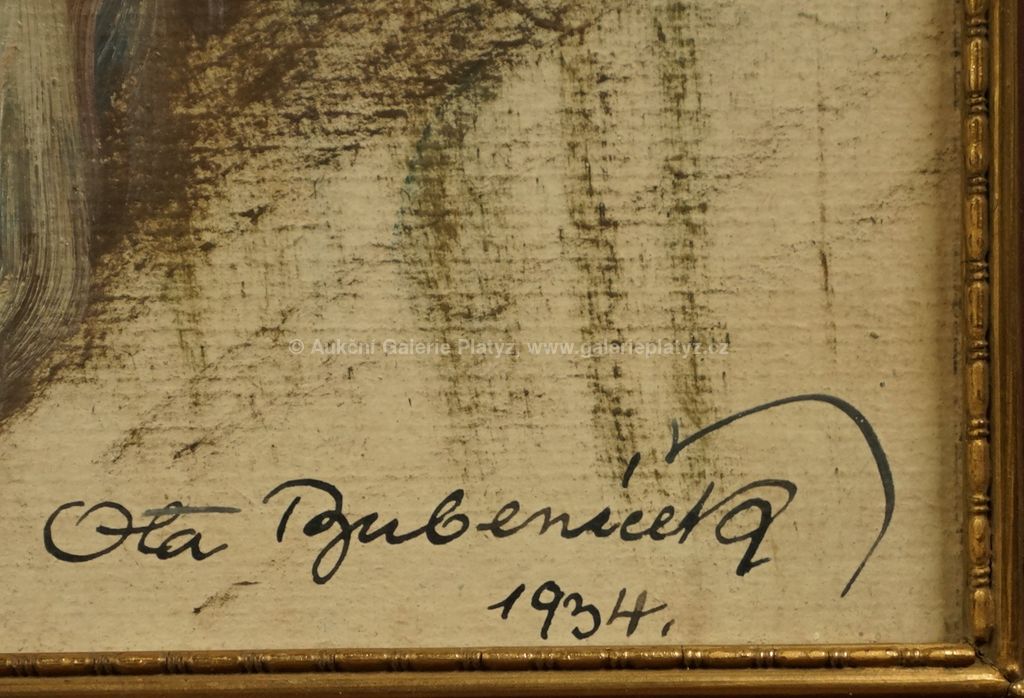 © Aukční Galerie Platýz, www.galerieplatyz.cz
Ota Bubeníček
1934.